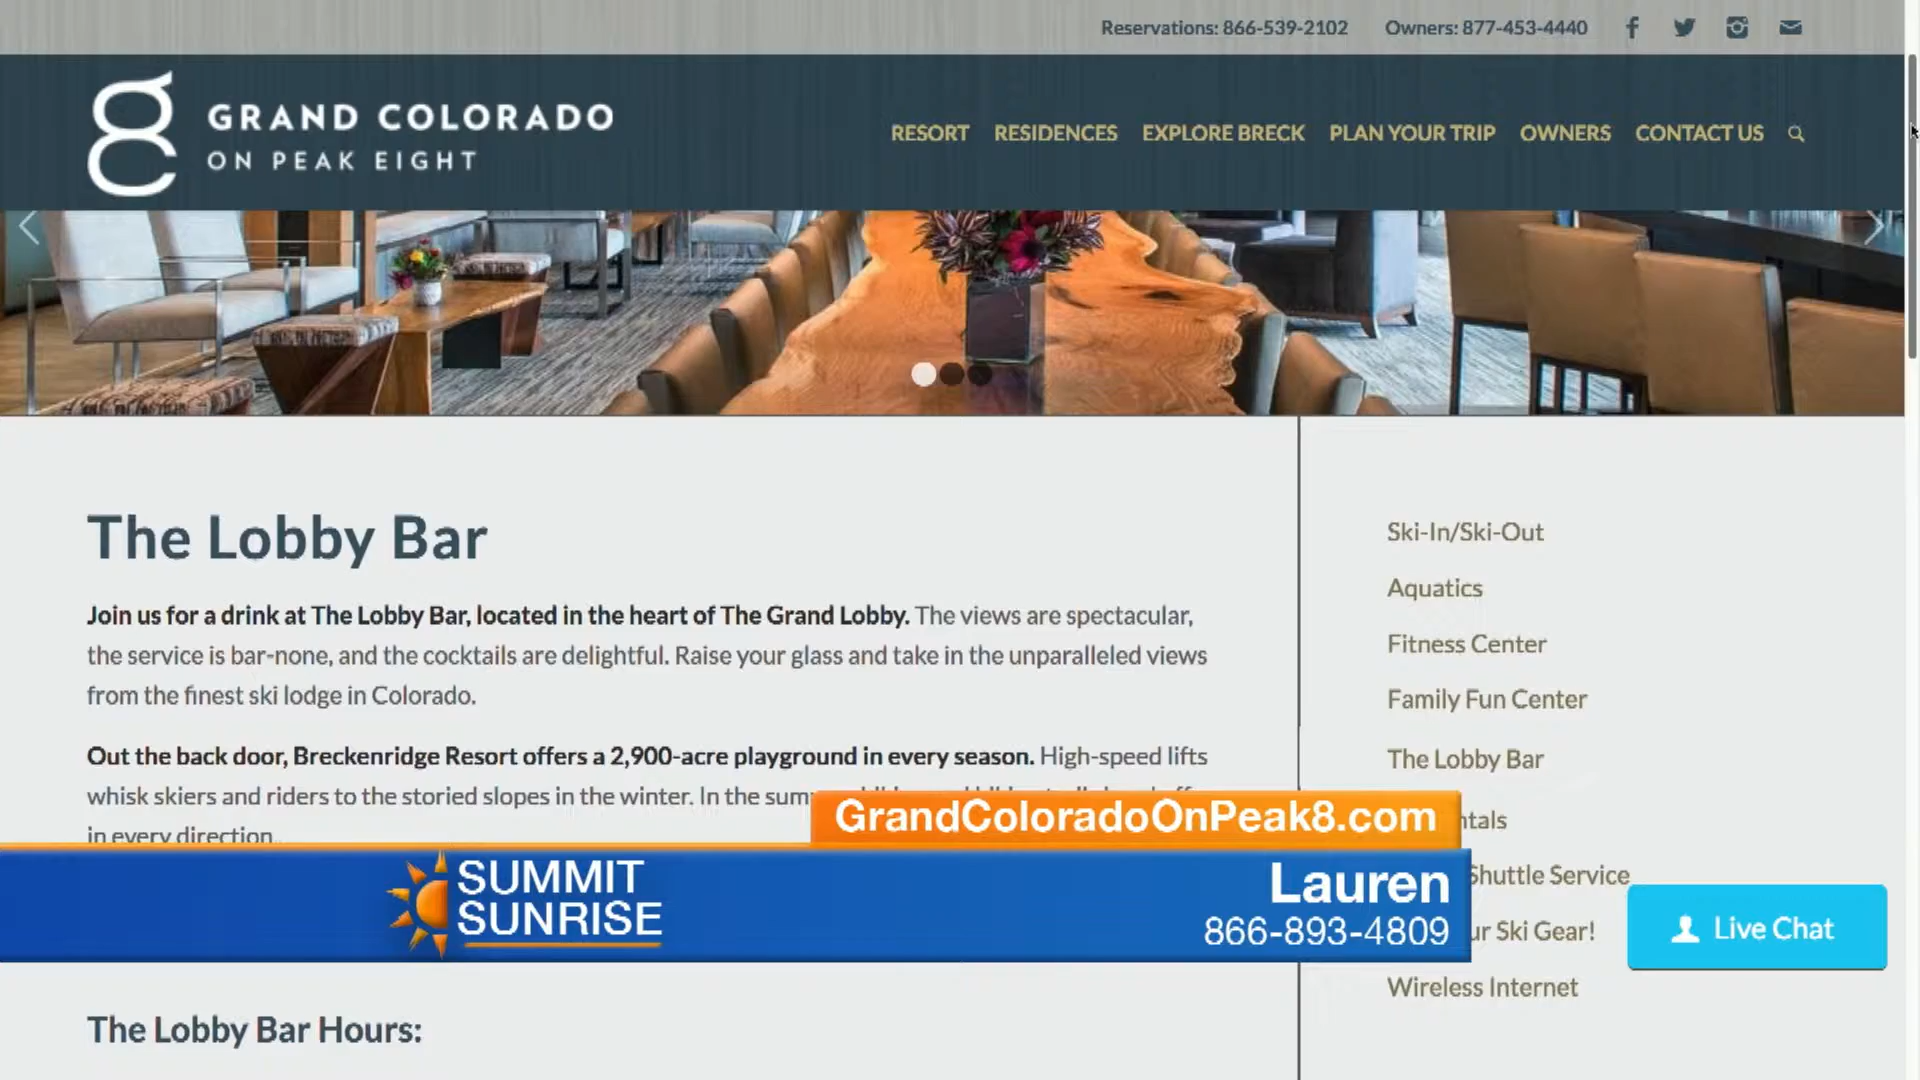 Reservations: 866-539-2102 Owners: 877-453-4440
GRAND COLORADO
ON PEAK EIGHT
RESORT RESIDENCES EXPLORE BRECK PLAN YOUR TRIP OWNERS CONTACT US
The Lobby Bar
Join us for a drink at The Lobby Bar, located in the heart of The Grand Lobby. The views are spectacular,
the service is bar-none, and the cocktails are delightful. Raise your glass and take in the unparalleled views
from the finest ski lodge in Colorado.
Out the back door, Breckenridge Resort offers a 2,900-acre playground in every season. High-speed lifts
whisk skiers and riders to the storied slopes in the winter. In the
in every direction.
Ski-In/Ski-Out
Aquatics
Fitness Center
Family Fun Center
The Lobby Bar
Shuttle Service
Ski Gear!
Wireless Internet
GrandColoradoOnPeak8.com
SUMMIT
SUNRISE
Lauren
866-893-4809
Live Chat
The Lobby Bar Hours: